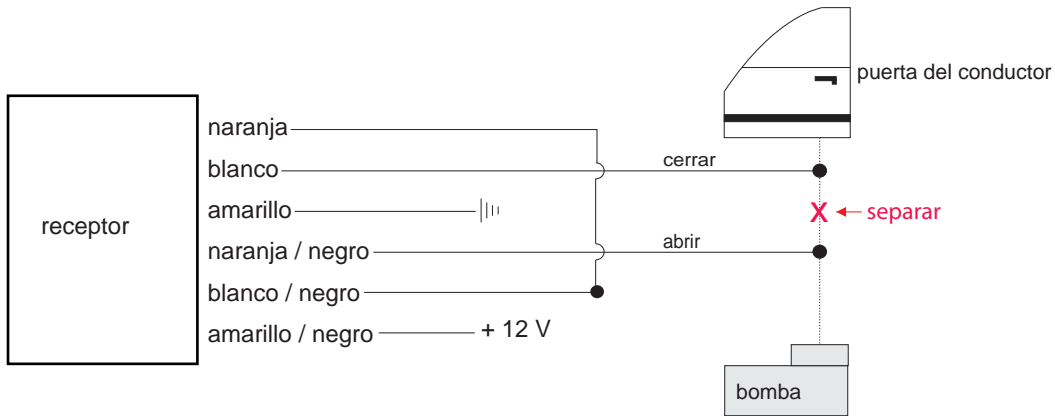 puerta del conductor
naranja
blanco
cerrar
amarillo
receptor
separar
X
naranja / negro
abrir
blanco / negro
amarillo / negro
+ 12 V
bomba